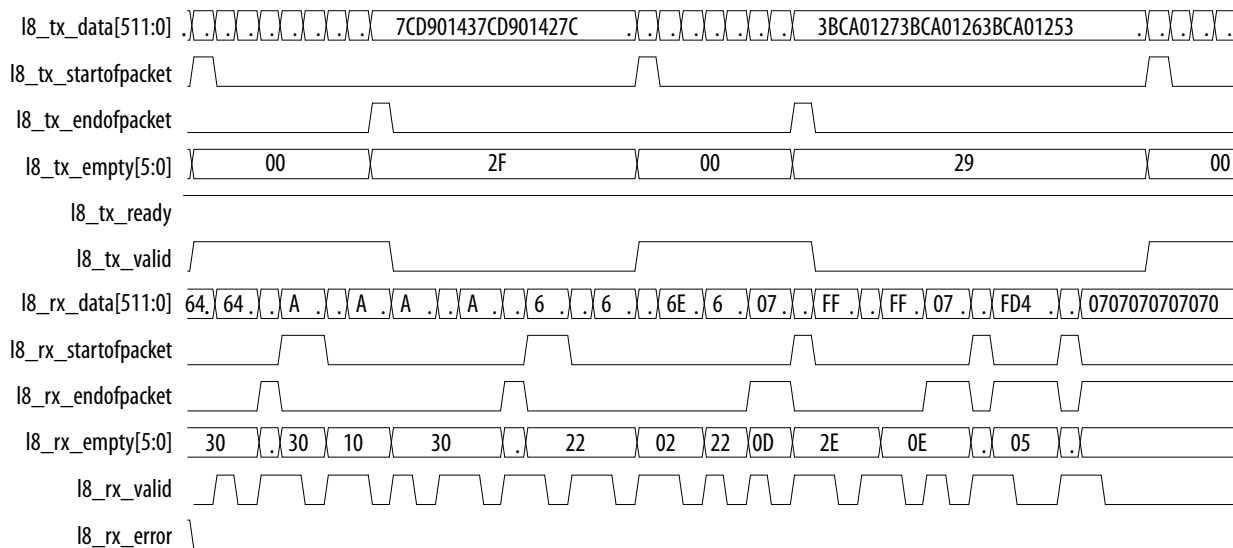 l8_tx_data[511:0] . . . . . . . . . 7CD901437CD901427C . . . . . . . . 3BCA01273BCA01263BCA01253 . . . . .
l8_tx_startofpacket
l8_tx_endofpacket
l8_tx_empty[5:0] 00 2F 00 29 00
l8_tx_ready
l8_tx_valid
l8_rx_data[511:0] 64. 64 . . A . . A . A . . A . . 6 . . 6 . . 6E . 6 . 07. . FF . . FF . 07 . . FD4 . . 0707070707070
l8_rx_startofpacket
l8_rx_endofpacket
l8_rx_empty[5:0] 30 . 30 10 30 . 22 02 22 0D 2E 0E . 05 .
l8_rx_valid
l8_rx_error